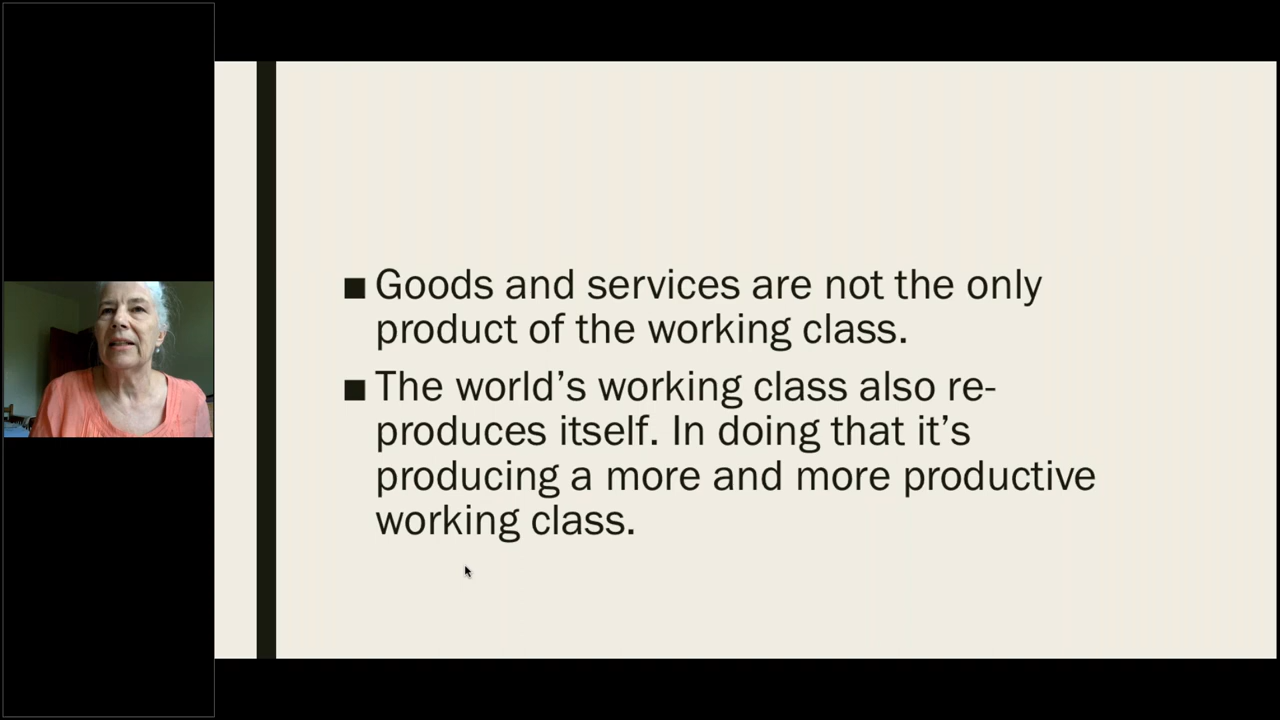 ■ Goods and services are not the only
product of the working class.
■ The world’s working class also re-
produces itself. In doing that it’s
producing a more and more productive
working class.